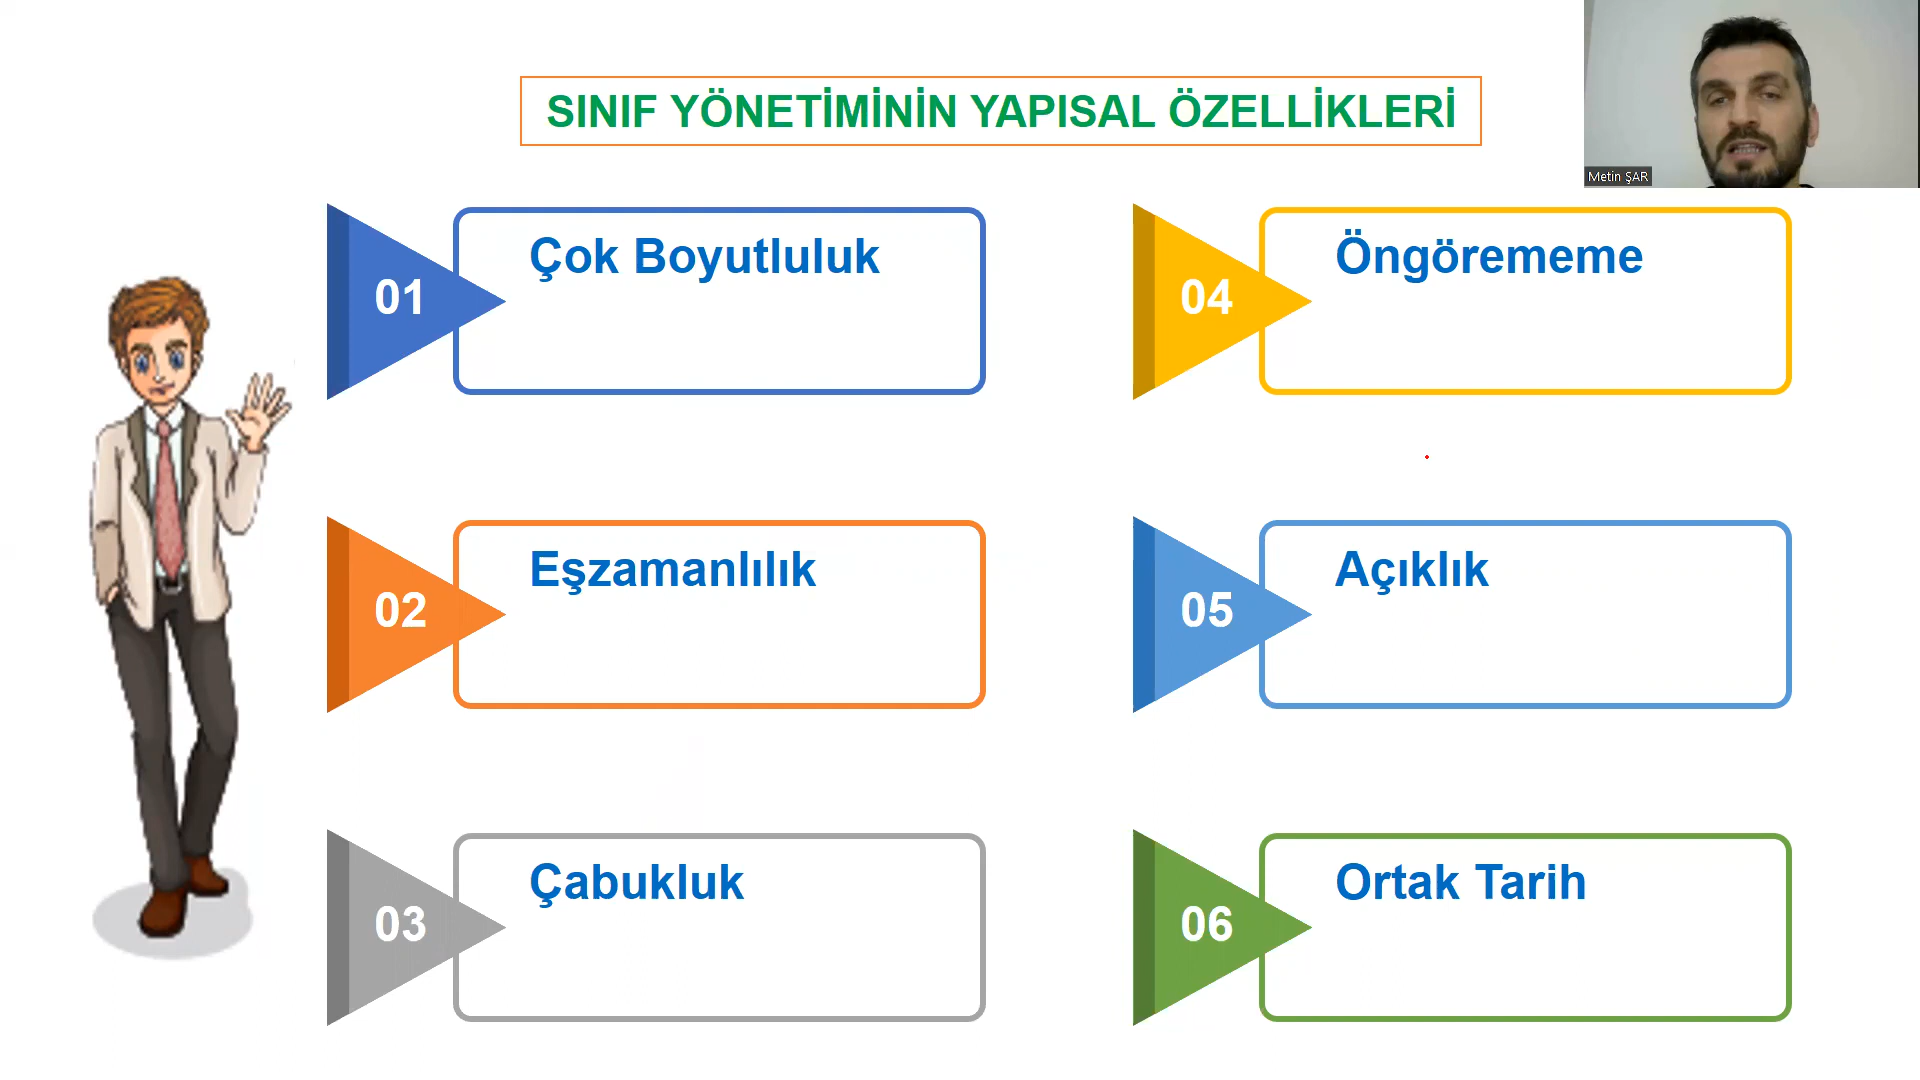 SINIF YÖNETİMİNİN YAPISAL ÖZELLİKLERİ
Metin ŞAR
01
Çok Boyutluluk
02
Eşzamanlılık
03
Çabukluk
04
Öngörememe
05
Açıklık
06
Ortak Tarih